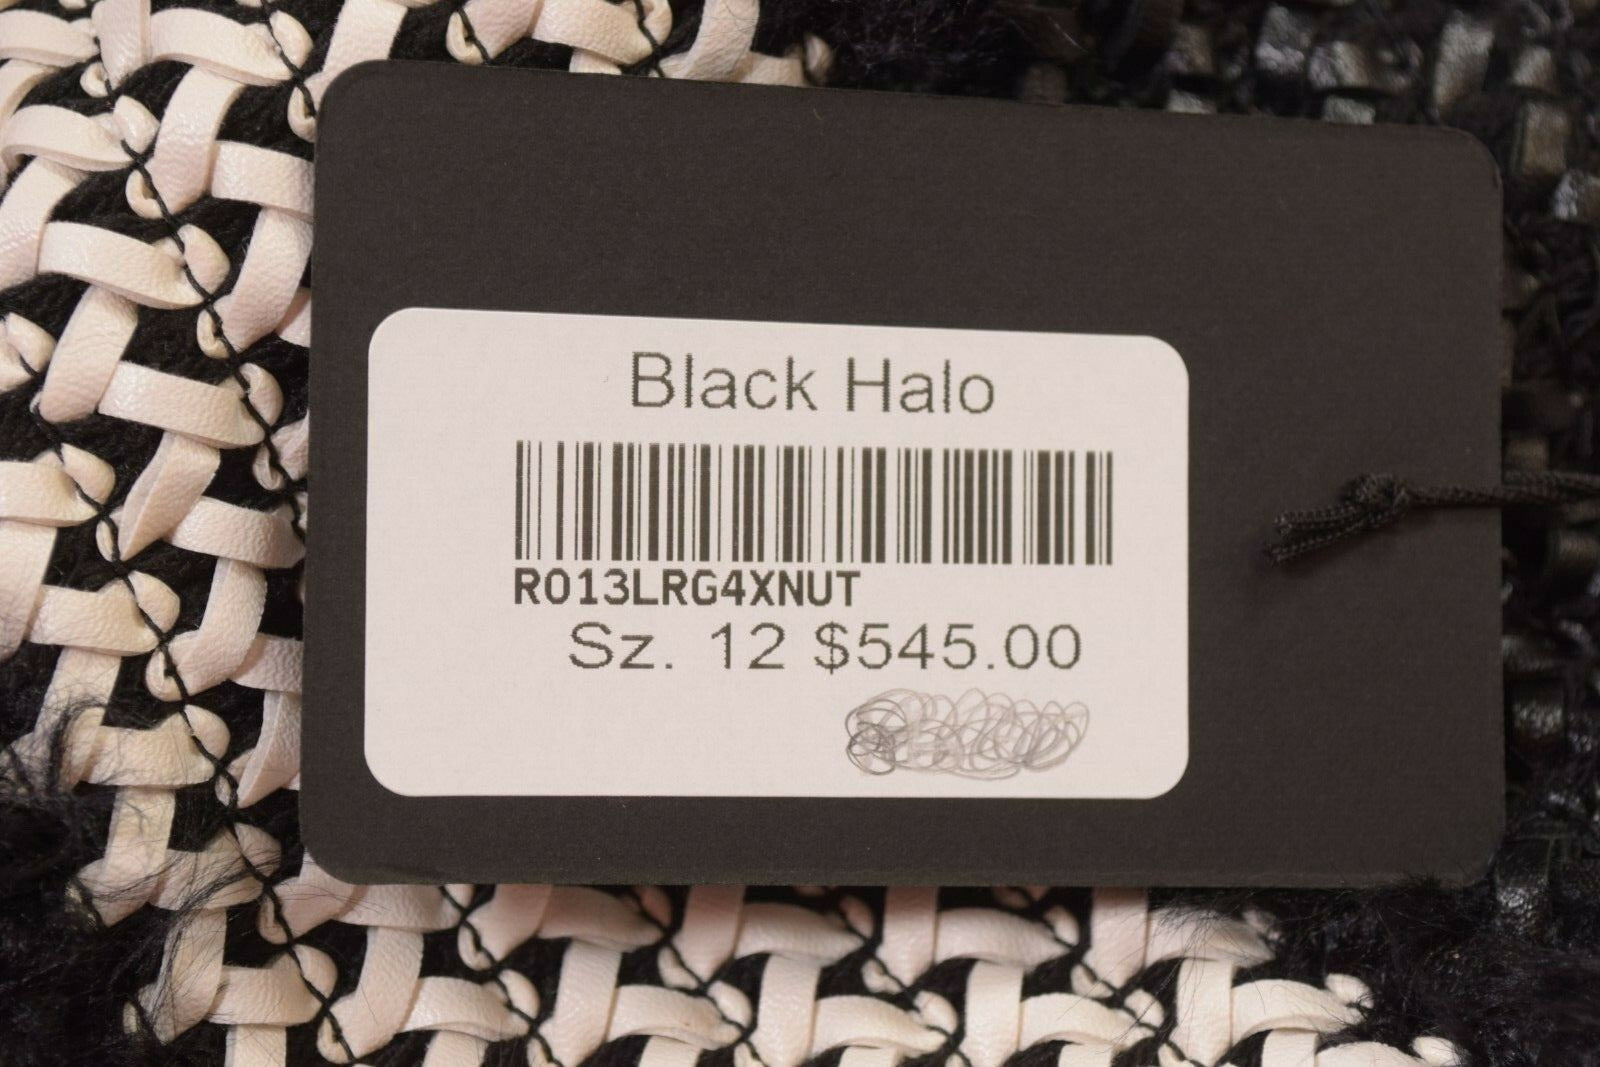 Black Halo
R013LRG4XNUT
Sz. 12 $545.00